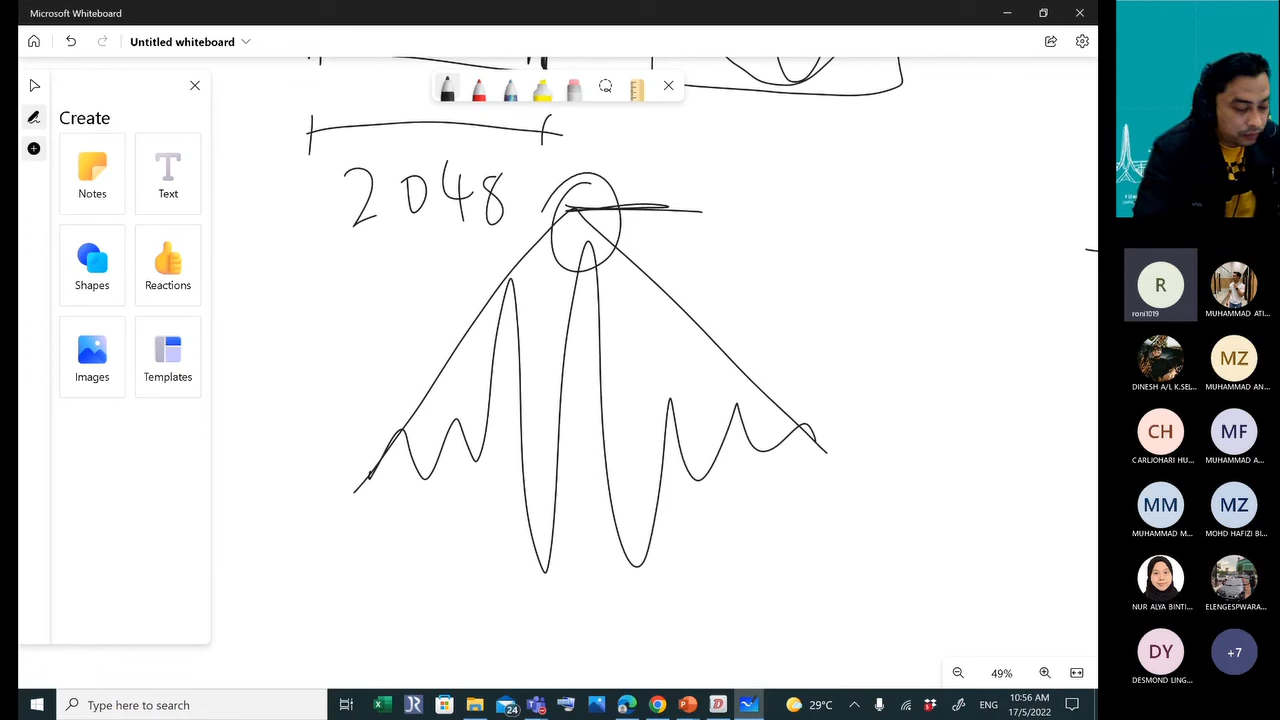 Microsoft Whiteboard
Untitled whiteboard
Create
Notes
Text
Shapes
Reactions
Images
Templates
2048
49%
R
roni1019
MUHAMMAD ATI...
DINESH A/L K.SEL...
MZ
MUHAMMAD AN...
CH
CARLJOHARI HU...
MF
MUHAMMAD A...
MM
MUHAMMAD M...
MZ
MOHD HAFIZI BI...
NUR ALYA BINTI...
ELENGESPWARA...
DY
DESMOND LING...
+7
Type here to search
24
29°C
ENG
10:56 AM
17/5/2022